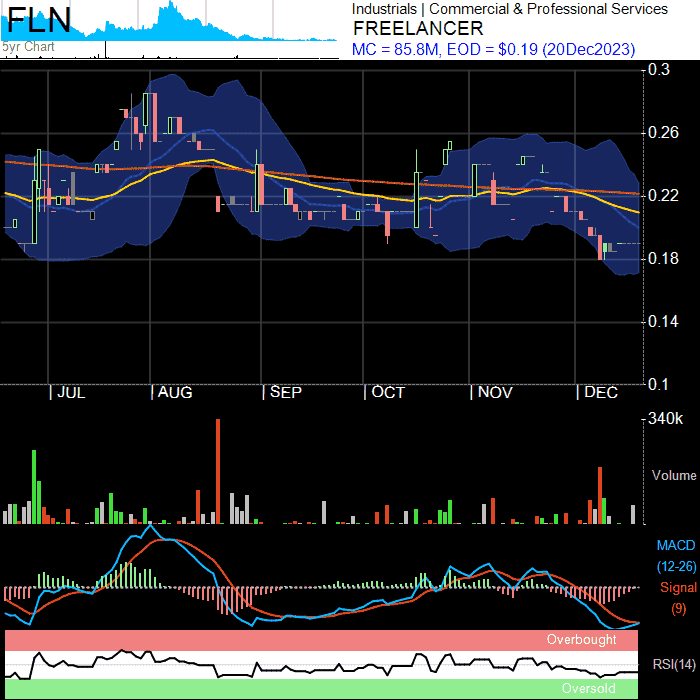 FLN
5yr Chart
Industrials | Commercial & Professional Services
FREELANCER
MC = 85.8M, EOD = $0.19 (20Dec2023)
0.3
0.26
0.22
0.18
0.14
0.1
| JUL | AUG | SEP | OCT | NOV | DEC
340k
Volume
MACD
(12-26)
Signal
(9)
Overbought
RSI(14)
Oversold